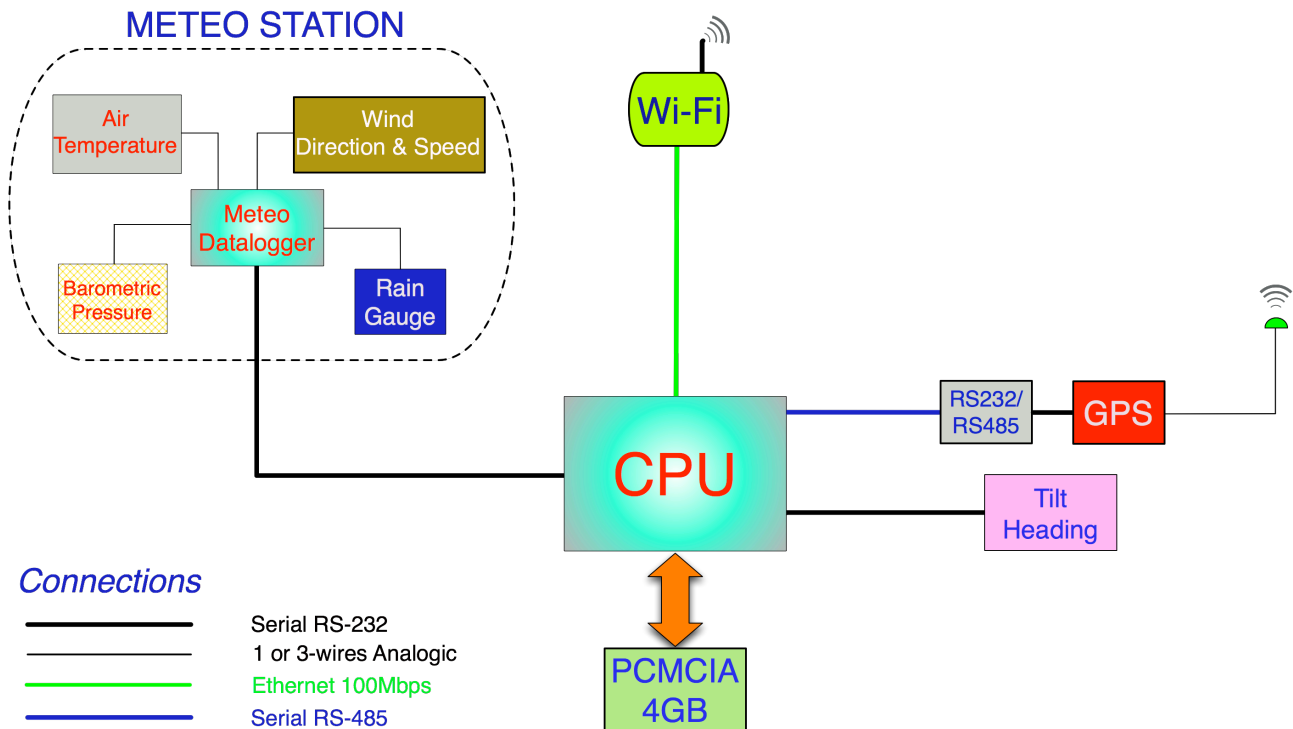 METEO STATION
Air
Temperature
Wind
Direction & Speed
Meteo
Datalogger
Barometric
Pressure
Rain
Gauge
Wi-Fi
CPU
RS232/
RS485
GPS
Tilt
Heading
PCMCIA
4GB
Connections
Serial RS-232
1 or 3-wires Analogic
Ethernet 100Mbps
Serial RS-485